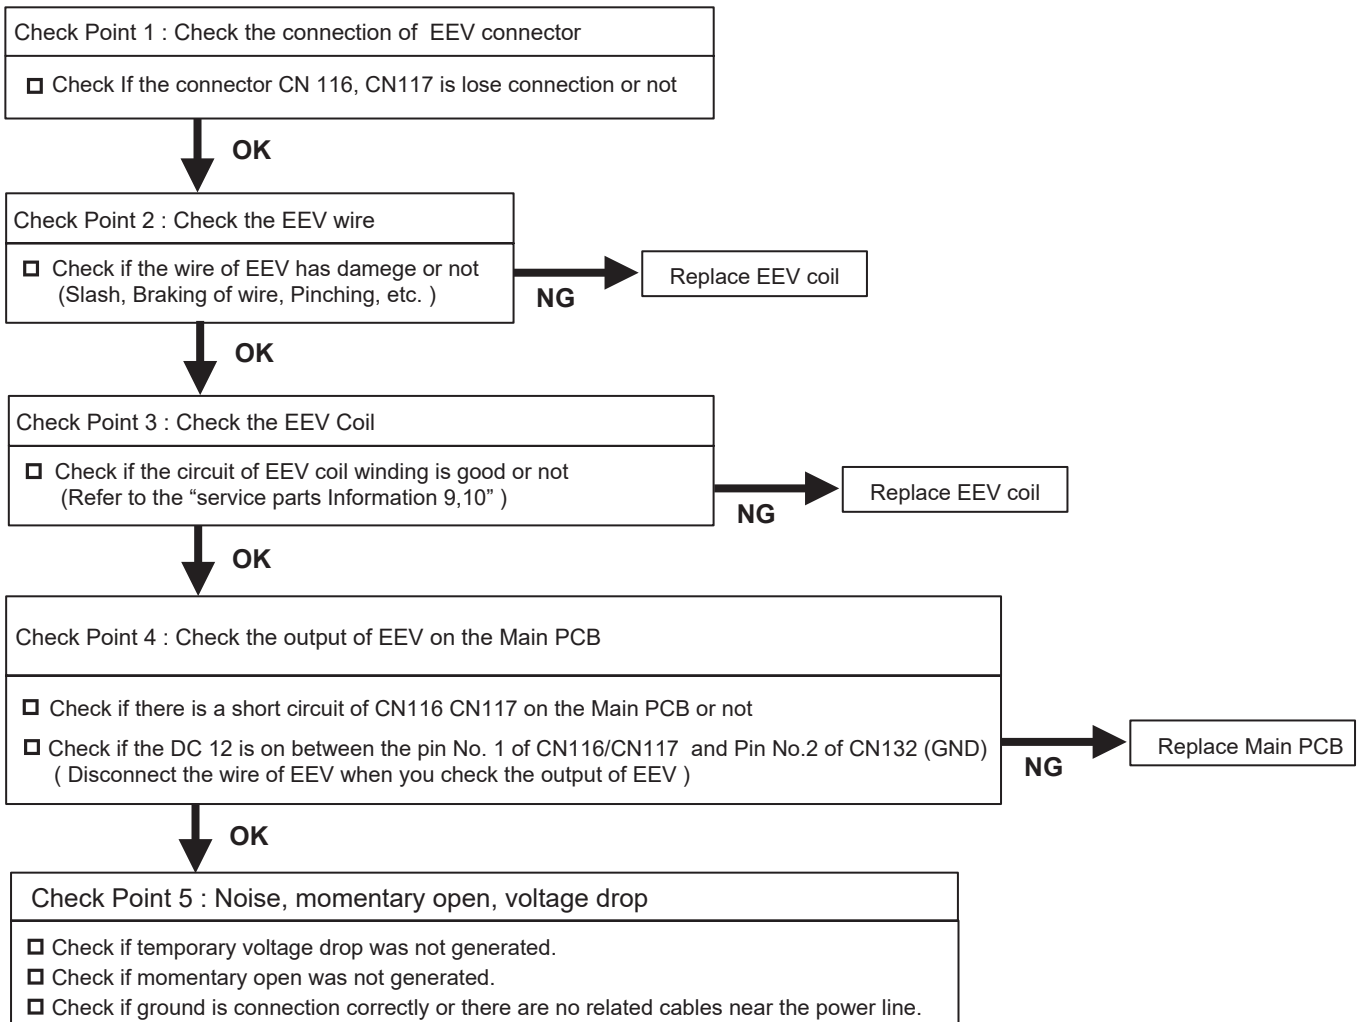 Check Point 1 : Check the connection of EEV connector
Check If the connector CN 116, CN117 is lose connection or not
OK
Check Point 2 : Check the EEV wire
Check if the wire of EEV has damege or not
(Slash, Braking of wire, Pinching, etc. )
NG
Replace EEV coil
OK
Check Point 3 : Check the EEV Coil
Check if the circuit of EEV coil winding is good or not
(Refer to the “service parts Information 9,10” )
NG
Replace EEV coil
OK
Check Point 4 : Check the output of EEV on the Main PCB
Check if there is a short circuit of CN116 CN117 on the Main PCB or not
Check if the DC 12 is on between the pin No. 1 of CN116/CN117 and Pin No.2 of CN132 (GND)
( Disconnect the wire of EEV when you check the output of EEV )
NG
Replace Main PCB
OK
Check Point 5 : Noise, momentary open, voltage drop
Check if temporary voltage drop was not generated.
Check if momentary open was not generated.
Check if ground is connection correctly or there are no related cables near the power line.